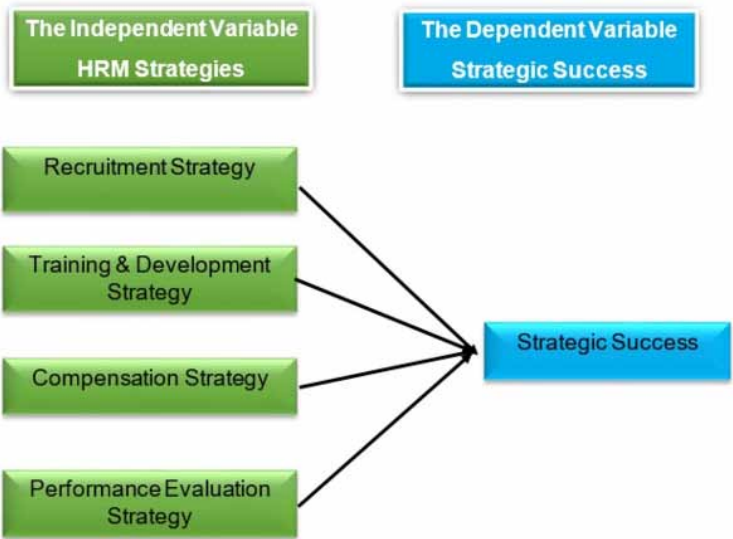 The Independent Variable
HRM Strategies
The Dependent Variable
Strategic Success
Recruitment Strategy
Training & Development
Strategy
Compensation Strategy
Performance Evaluation
Strategy
Strategic Success